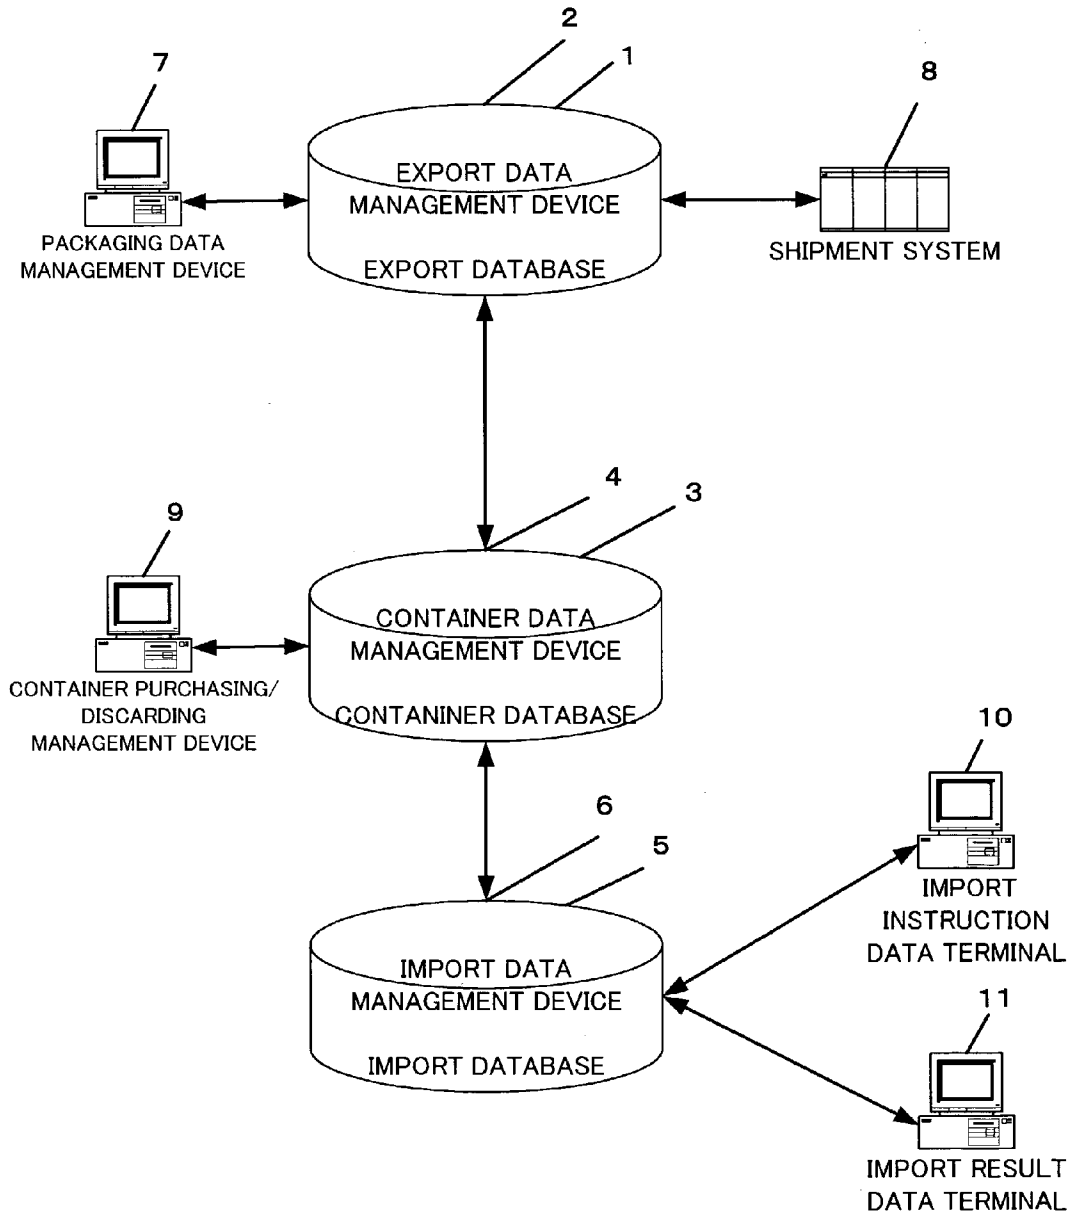 2
1
7
8
EXPORT DATA
MANAGEMENT DEVICE
EXPORT DATABASE
PACKAGING DATA
MANAGEMENT DEVICE
SHIPMENT SYSTEM
4
3
9
CONTAINER DATA
MANAGEMENT DEVICE
CONTANINER DATABASE
CONTAINER PURCHASING/
DISCARDING
MANAGEMENT DEVICE
10
6
5
IMPORT
INSTRUCTION
DATA TERMINAL
IMPORT DATA
MANAGEMENT DEVICE
IMPORT DATABASE
11
IMPORT RESULT
DATA TERMINAL